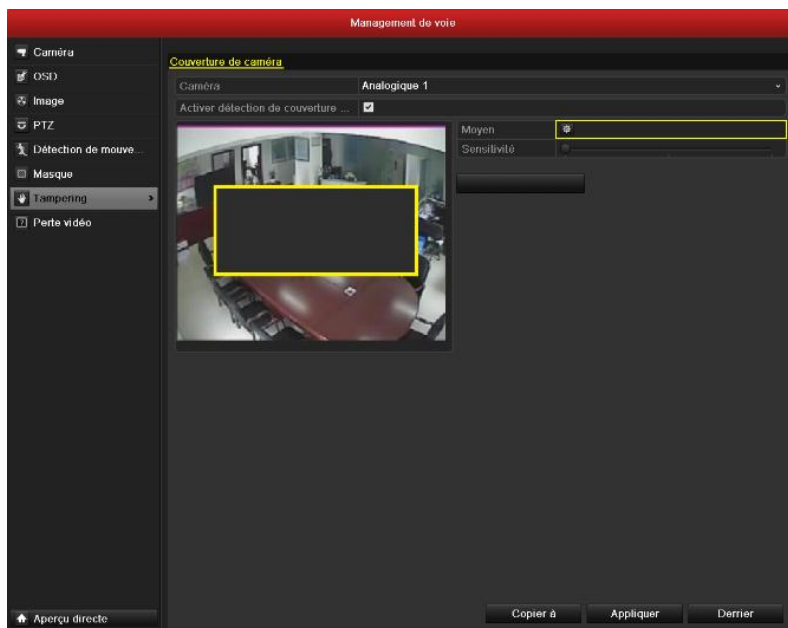 Management de voie
Caméra
OSD
Image
PTZ
Détection de mouve...
Masque
Tampering
Perte vidéo
Aperçu directe
Couverture de caméra
Caméra
Analogique 1
Activer détection de couverture ...
Moyen
Sensitivité
Copier à
Appliquer
Derrier